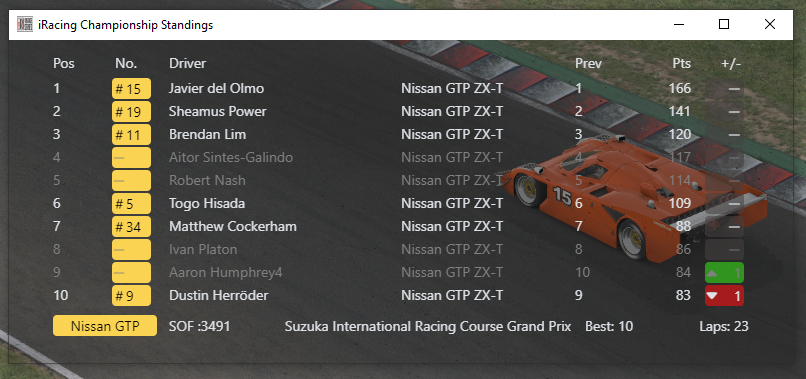 iRacing Championship Standings
Pos No. Driver Prev Pts +/-
1 # 15 Javier del Olmo Nissan GTP ZX-T 1 166 —
2 # 19 Sheamus Power Nissan GTP ZX-T 2 141 —
3 # 11 Brendan Lim Nissan GTP ZX-T 3 120 —
4 — Aitor Sintes-Galindo Nissan GTP ZX-T 4 117 —
5 — Robert Nash Nissan GTP ZX-T 5 114 —
6 # 5 Togo Hisada Nissan GTP ZX-T 6 109 —
7 # 34 Matthew Cockerham Nissan GTP ZX-T 7 88 —
8 — Ivan Platon Nissan GTP ZX-T 8 86 —
9 — Aaron Humphrey4 Nissan GTP ZX-T 10 84 ▲ 1
10 # 9 Dustin Herröder Nissan GTP ZX-T 9 83 ▼ 1
Nissan GTP SOF :3491 Suzuka International Racing Course Grand Prix Best: 10 Laps: 23
15